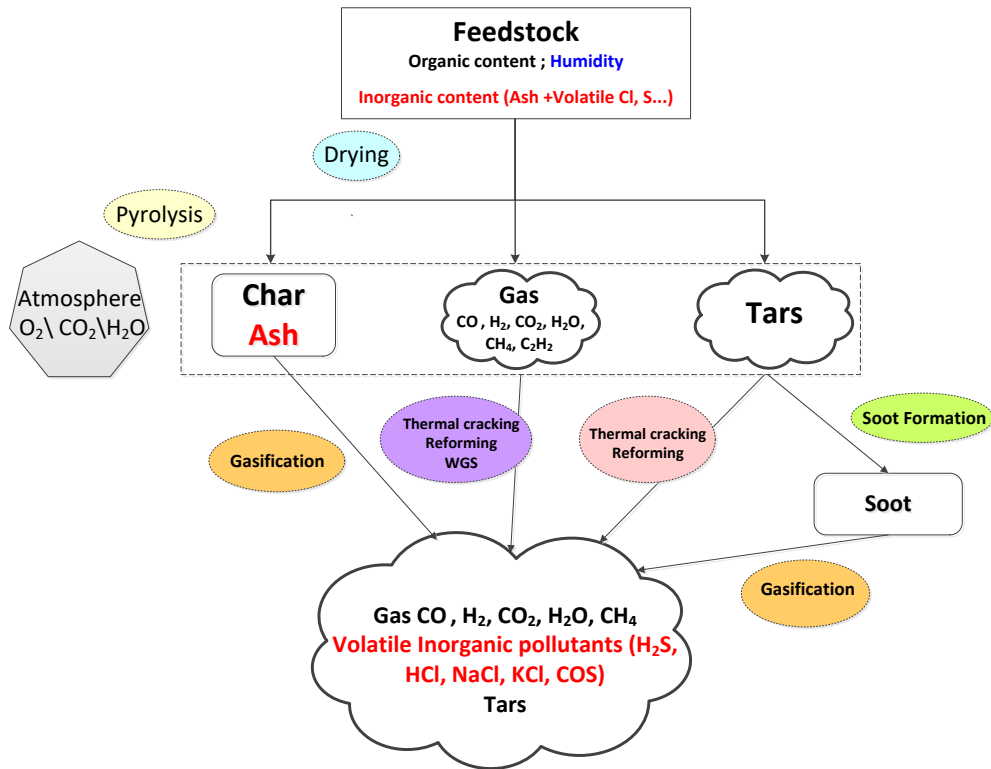 Feedstock
Organic content ; Humidity
Inorganic content (Ash +Volatile Cl, S...)
Drying
Pyrolysis
Atmosphere
O₂\ CO₂\H₂O
Char
Ash
Gas
CO , H₂, CO₂, H₂O,
CH₄, C₂H₂
Tars
Thermal cracking
Reforming
WGS
Thermal cracking
Reforming
Soot Formation
Gasification
Soot
Gasification
Gas CO , H₂, CO₂, H₂O, CH₄
Volatile Inorganic pollutants (H₂S,
HCl, NaCl, KCl, COS)
Tars